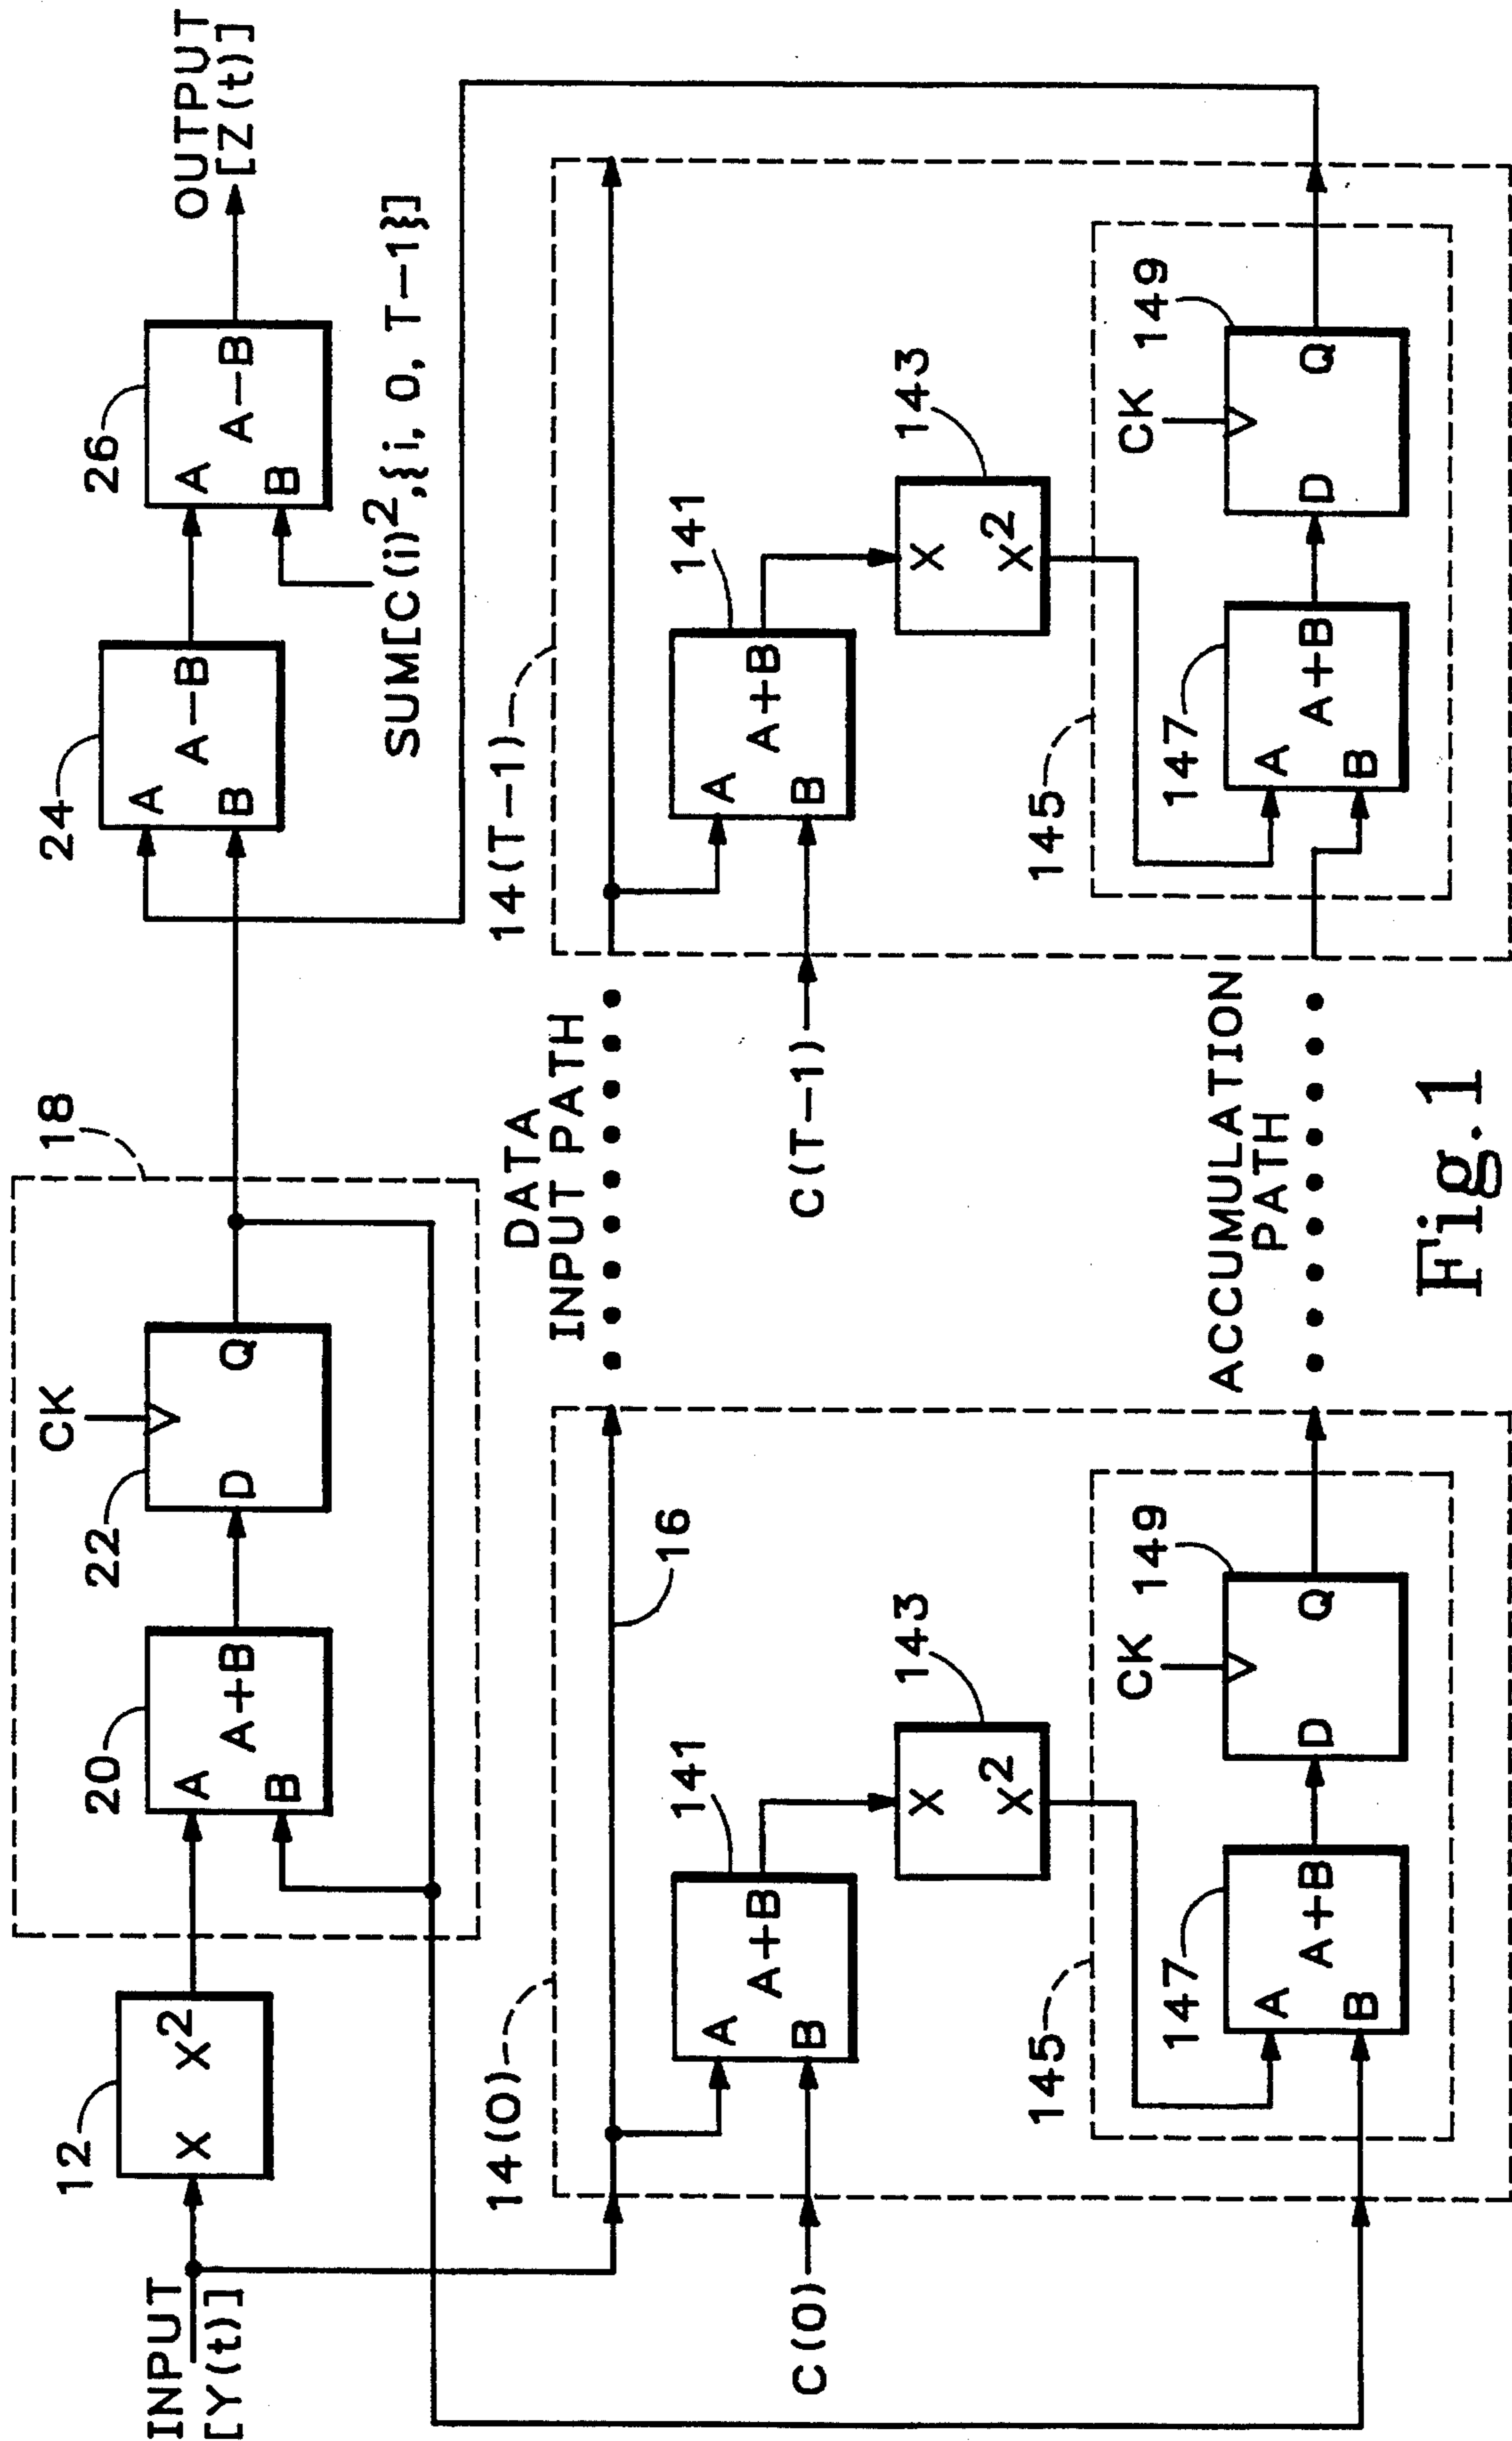 INPUT
[Y(t)]
12
X X²
18
20
A
B
A+B
22
CK
D
Q
24
A
B
A—B
26
A
B
A—B
OUTPUT
[Z(t)]
SUM[C(i)²,{i, 0, T—1}]
14(0)
16
C(0)
141
A
B
A+B
143
X
X²
145
147
A
B
A+B
CK
149
D
Q
DATA
INPUT PATH
C(T—1)
ACCUMULATION
PATH
14(T—1)
141
A
B
A+B
143
X
X²
145
147
A
B
A+B
CK
149
D
Q
Fig. 1